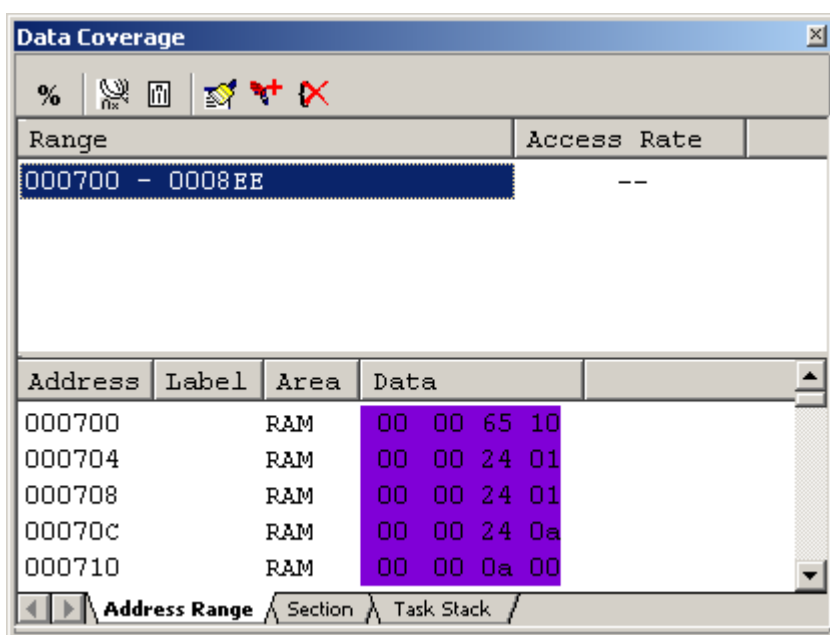 Data Coverage
%
Range Access Rate
000700 - 0008EE --
Address Label Area Data
000700 RAM 00 00 65 10
000704 RAM 00 00 24 01
000708 RAM 00 00 24 01
00070C RAM 00 00 24 0a
000710 RAM 00 00 0a 00
Address Range Section Task Stack